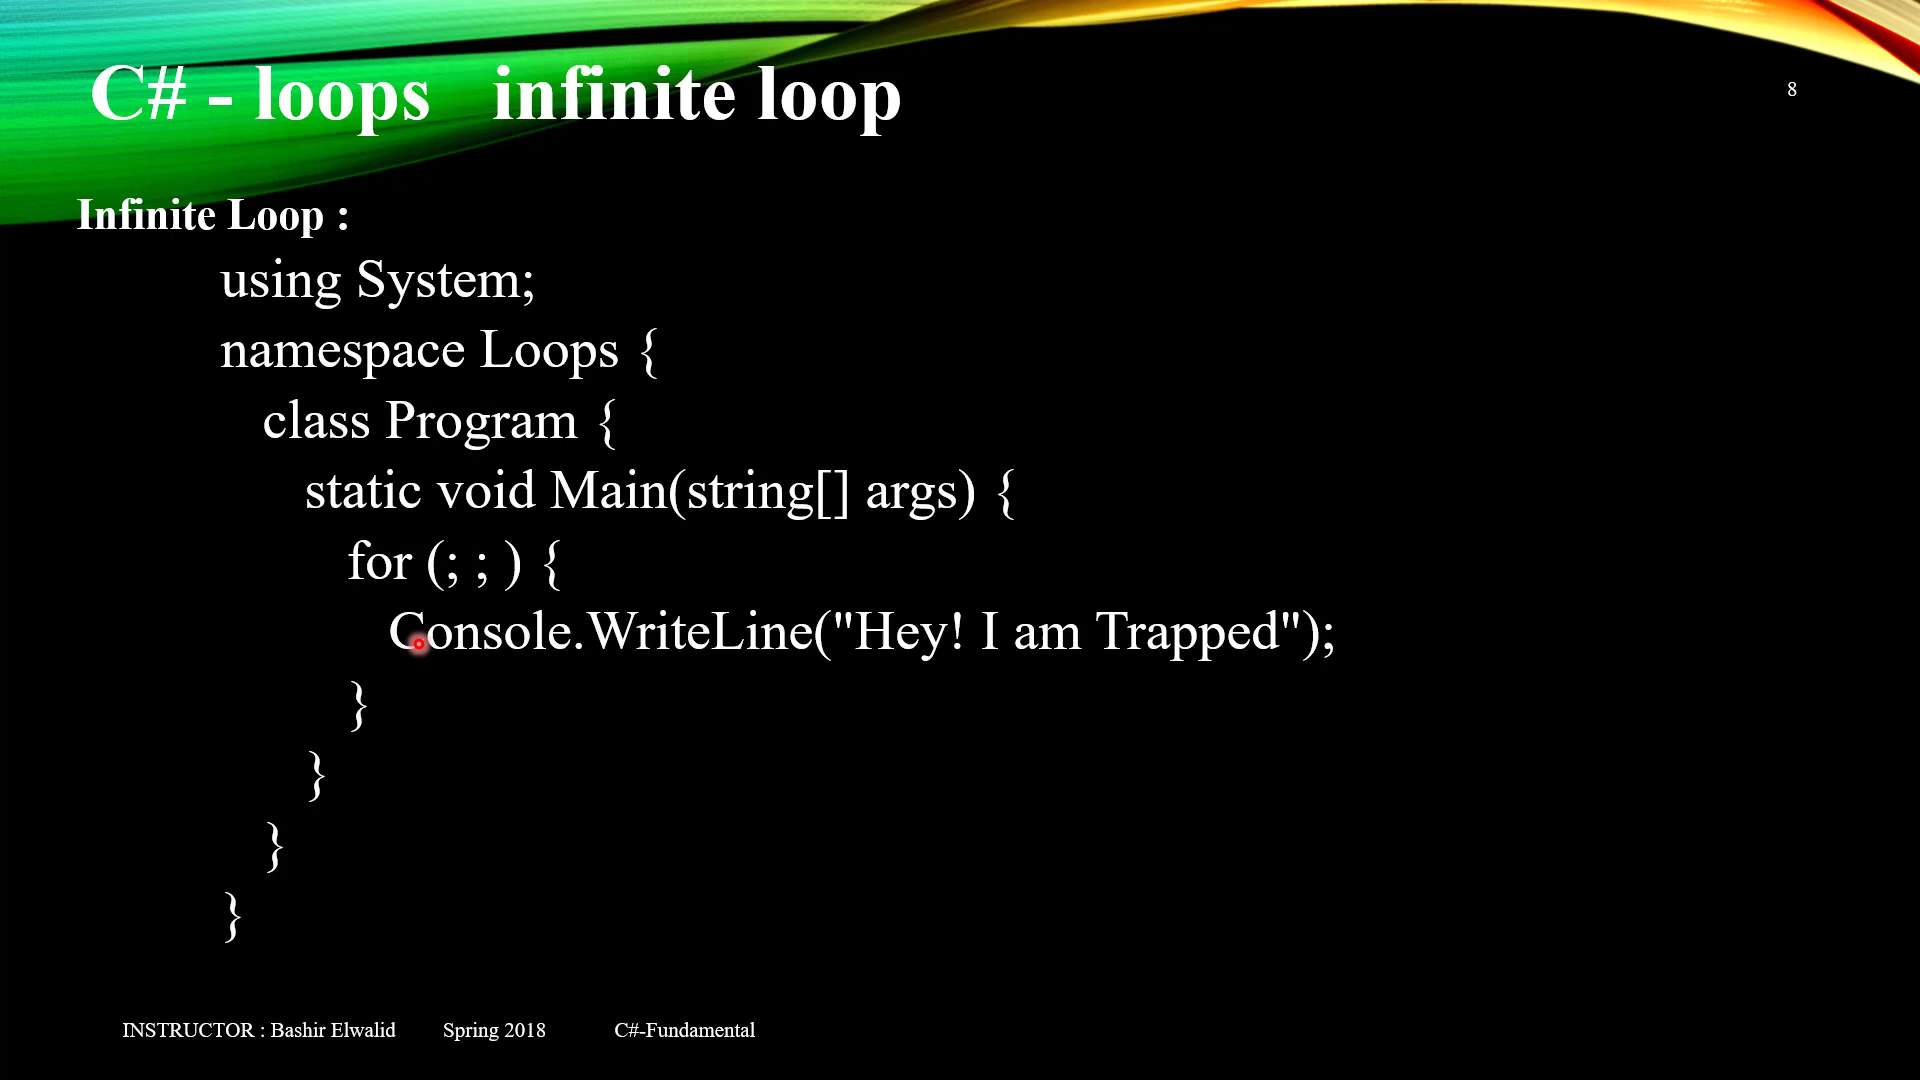 C# - loops infinite loop
8
Infinite Loop :
using System;
namespace Loops {
class Program {
static void Main(string[] args) {
for (; ; ) {
Console.WriteLine("Hey! I am Trapped");
}
}
}
}
INSTRUCTOR : Bashir Elwalid Spring 2018 C#-Fundamental